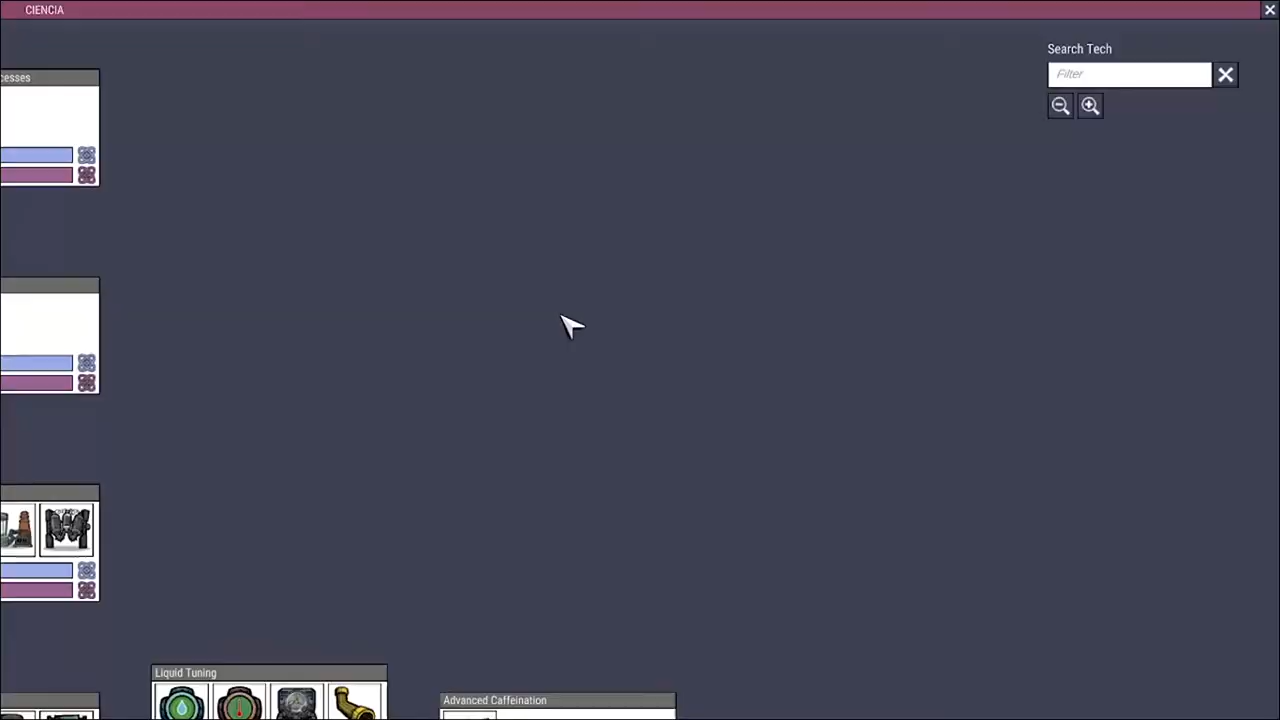 CIENCIA
Search Tech
Filter
cesses
Liquid Tuning
Advanced Caffeination